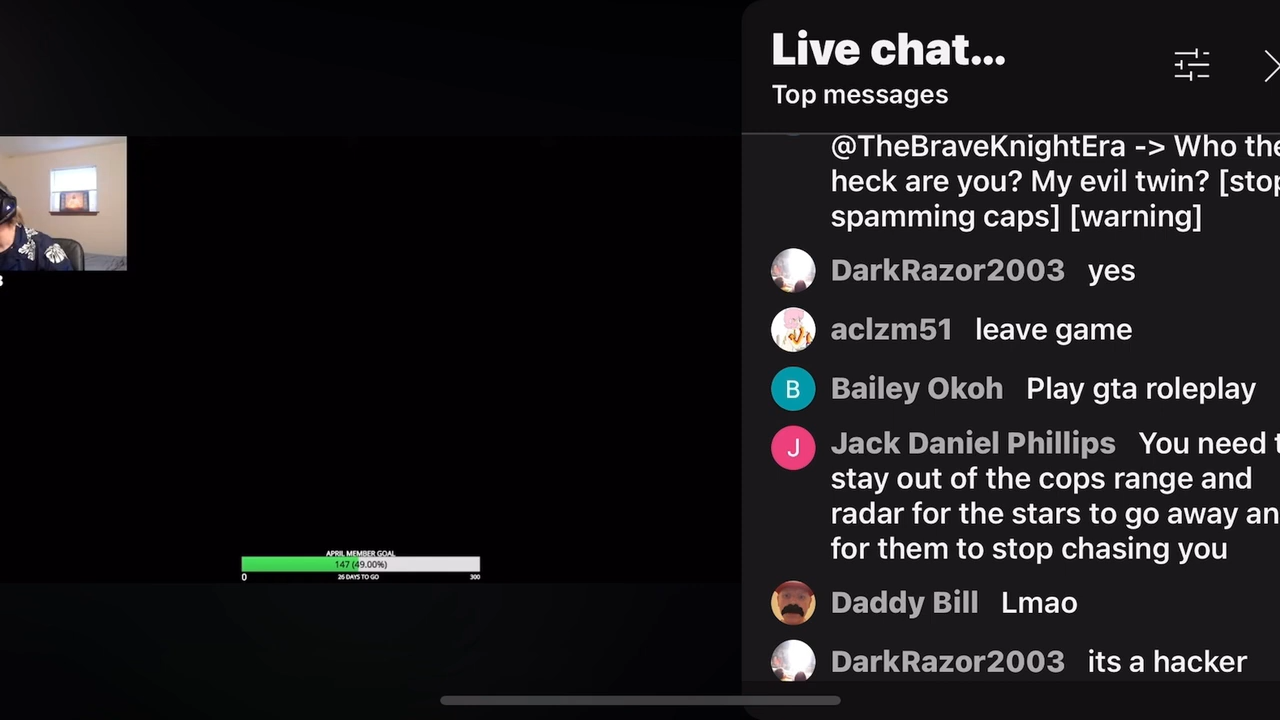 Live chat...
Top messages
@TheBraveKnightEra -> Who the
heck are you? My evil twin? [stop
spamming caps] [warning]
DarkRazor2003 yes
aclzm51 leave game
B Bailey Okoh Play gta roleplay
J Jack Daniel Phillips You need t
stay out of the cops range and
radar for the stars to go away an
for them to stop chasing you
Daddy Bill Lmao
DarkRazor2003 its a hacker
3
APRIL MEMBER GOAL
147 (49.00%)
0 26 DAYS TO GO 300